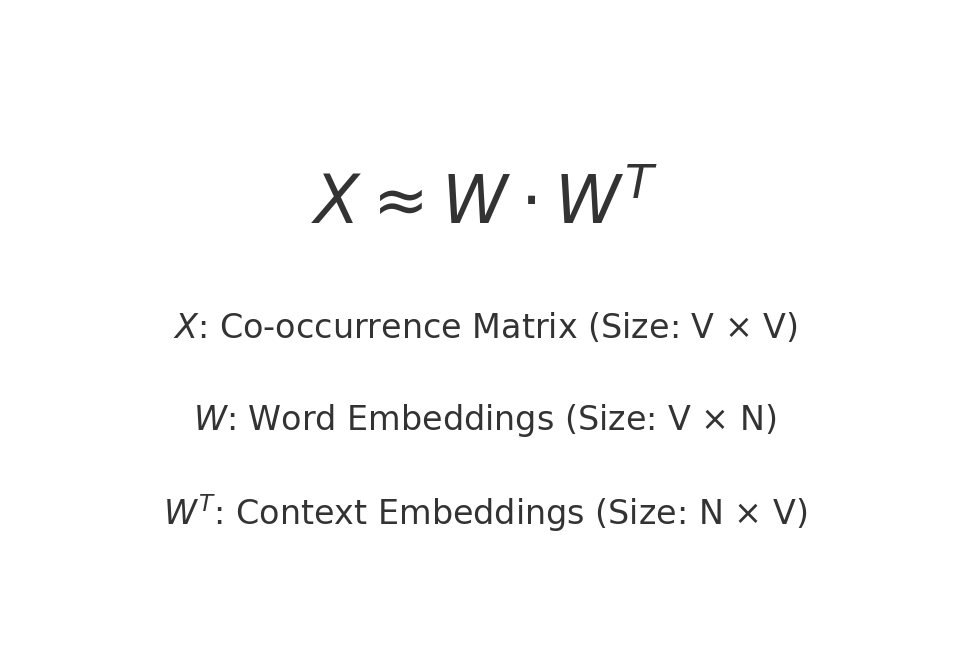 X ≈ W · W^T
X: Co-occurrence Matrix (Size: V × V)
W: Word Embeddings (Size: V × N)
W^T: Context Embeddings (Size: N × V)